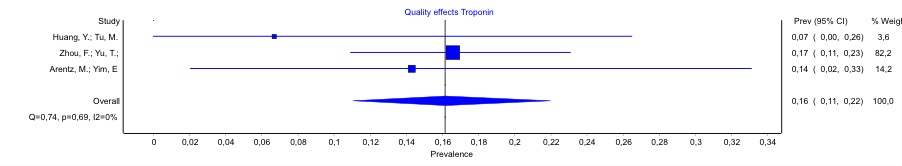 Quality effects Troponin
Study Prev (95% CI) % Weigl
Huang, Y.; Tu, M. 0,07 ( 0,00, 0,26) 3,6
Zhou, F.; Yu, T.; 0,17 ( 0,11, 0,23) 82,2
Arentz, M.; Yim, E 0,14 ( 0,02, 0,33) 14,2
Overall 0,16 ( 0,11, 0,22) 100,0
Q=0,74, p=0,69, I2=0%
0 0,02 0,04 0,06 0,08 0,1 0,12 0,14 0,16 0,18 0,2 0,22 0,24 0,26 0,28 0,3 0,32 0,34
Prevalence